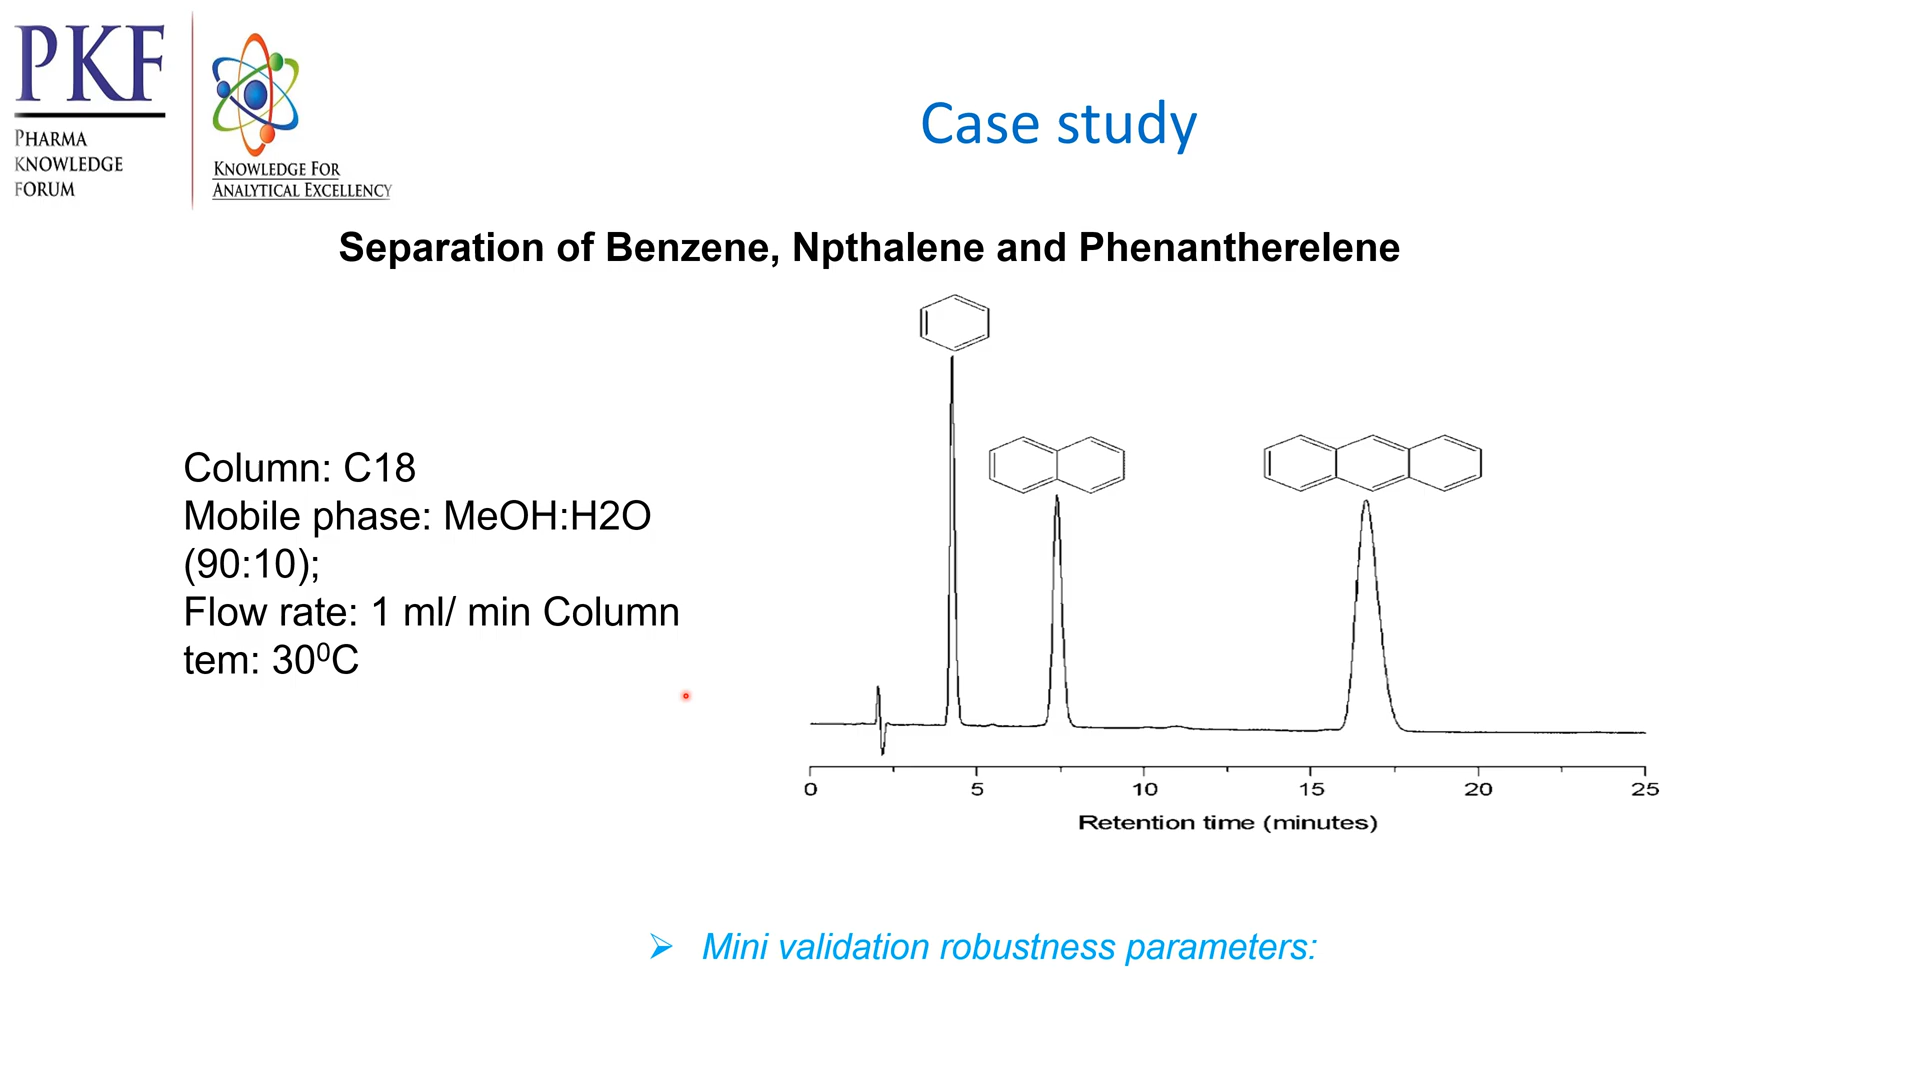 PKF
PHARMA
KNOWLEDGE
FORUM
KNOWLEDGE FOR
ANALYTICAL EXCELLENCY
Case study
Separation of Benzene, Npthalene and Phenantherelene
Column: C18
Mobile phase: MeOH:H2O
(90:10);
Flow rate: 1 ml/ min Column
tem: 30⁰C
0 5 10 15 20 25
Retention time (minutes)
➢ Mini validation robustness parameters: